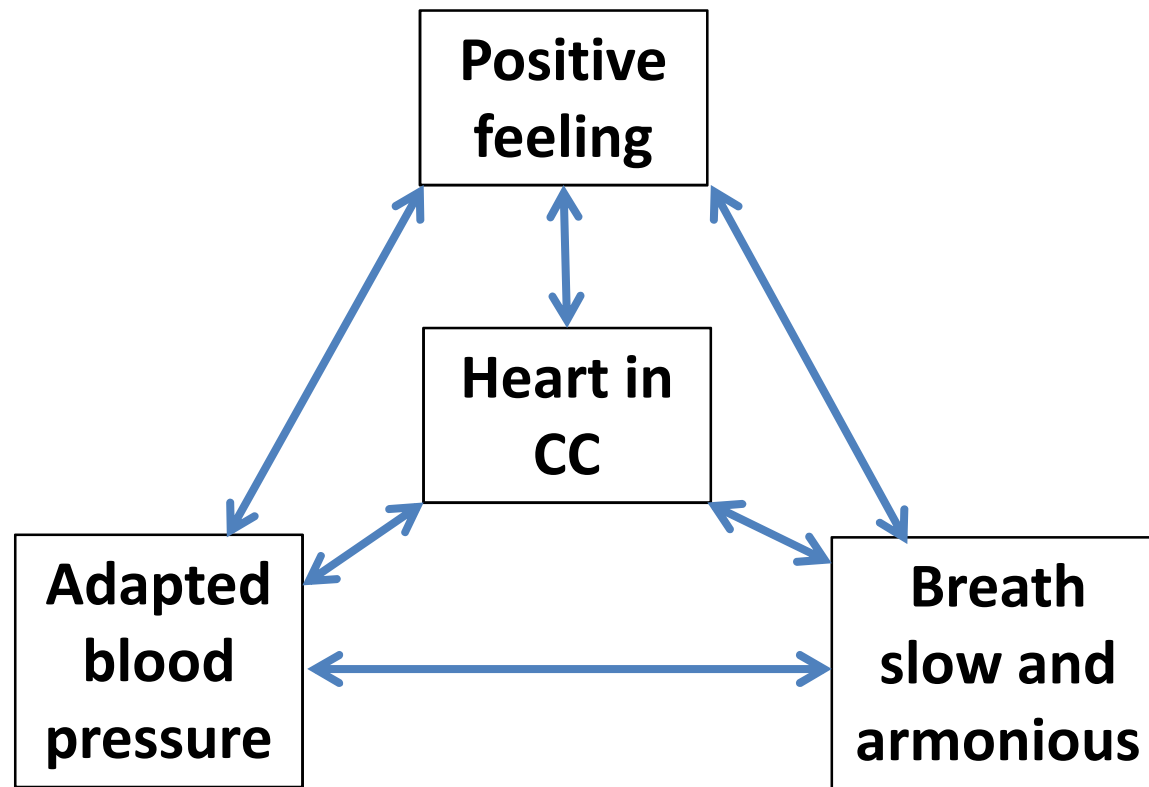 Positive
feeling
Heart in
CC
Adapted
blood
pressure
Breath
slow and
armonious